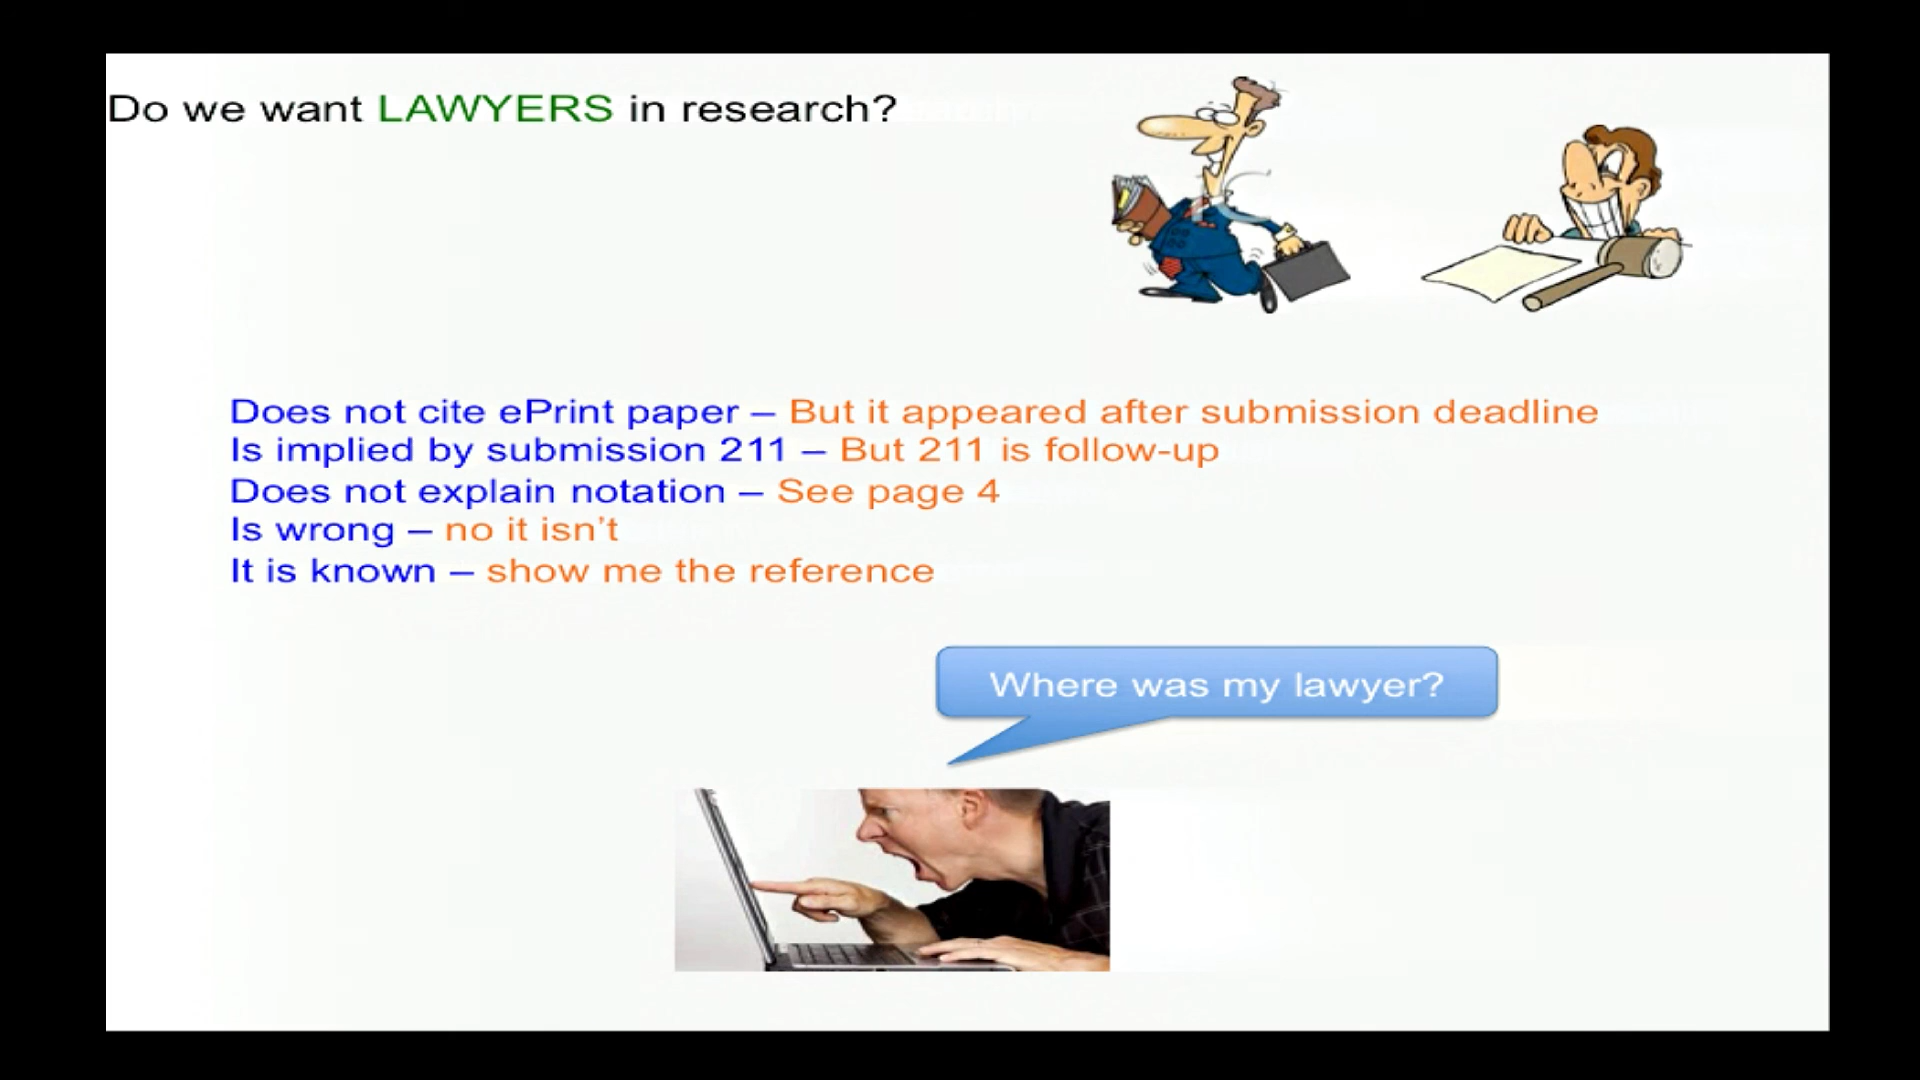 Do we want LAWYERS in research?
Does not cite ePrint paper – But it appeared after submission deadline
Is implied by submission 211 – But 211 is follow-up
Does not explain notation – See page 4
Is wrong – no it isn’t
It is known – show me the reference
Where was my lawyer?